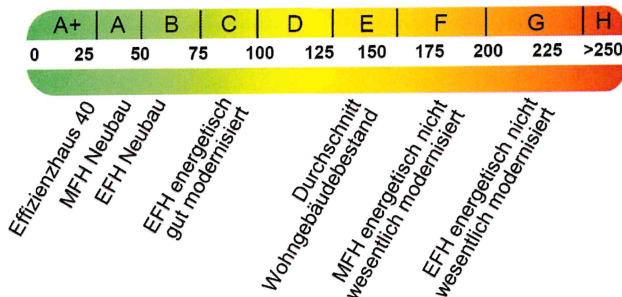 A+ A B C D E F G H
0 25 50 75 100 125 150 175 200 225 >250
Effizienzhaus 40
MFH Neubau
EFH Neubau
EFH energetisch
gut modernisiert
Durchschnitt
Wohngebäudebestand
MFH energetisch nicht
wesentlich modernisiert
EFH energetisch nicht
wesentlich modernisiert